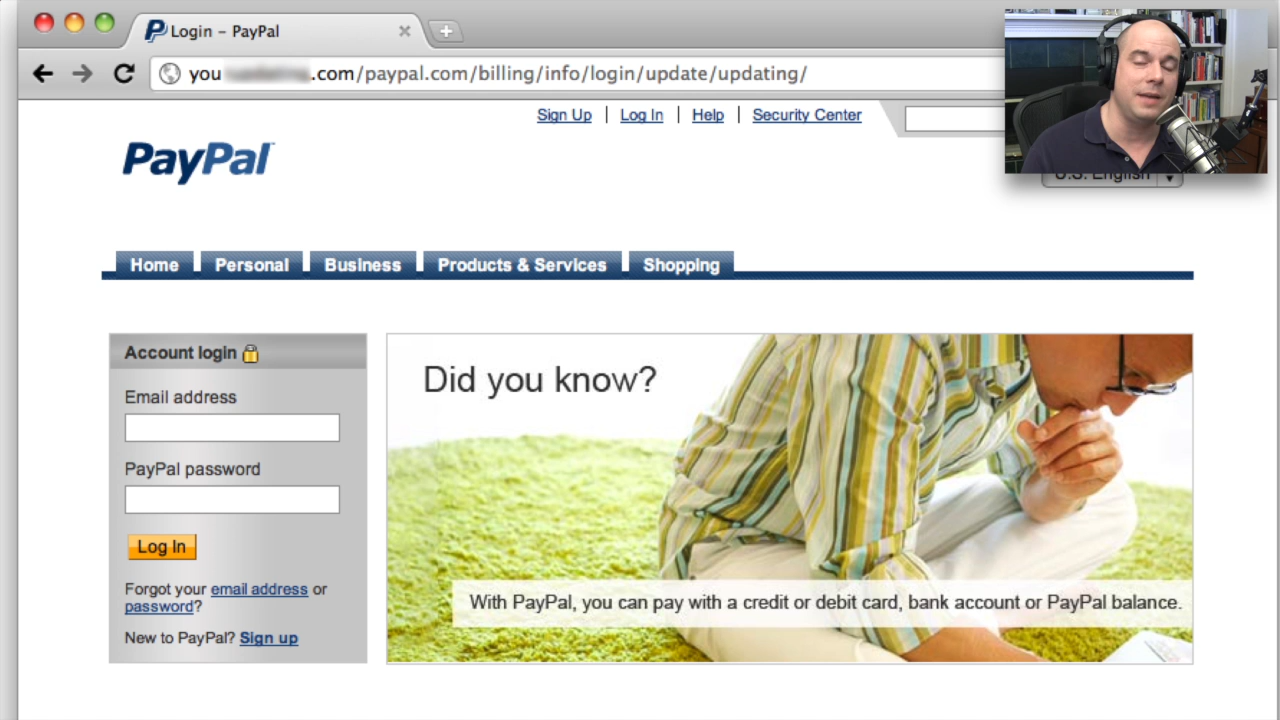 Login – PayPal
you .com/paypal.com/billing/info/login/update/updating/
Sign Up | Log In | Help | Security Center
U.S. English
PayPal
Home Personal Business Products & Services Shopping
Account login
Email address
PayPal password
Log In
Forgot your email address or
password?
New to PayPal? Sign up
Did you know?
With PayPal, you can pay with a credit or debit card, bank account or PayPal balance.